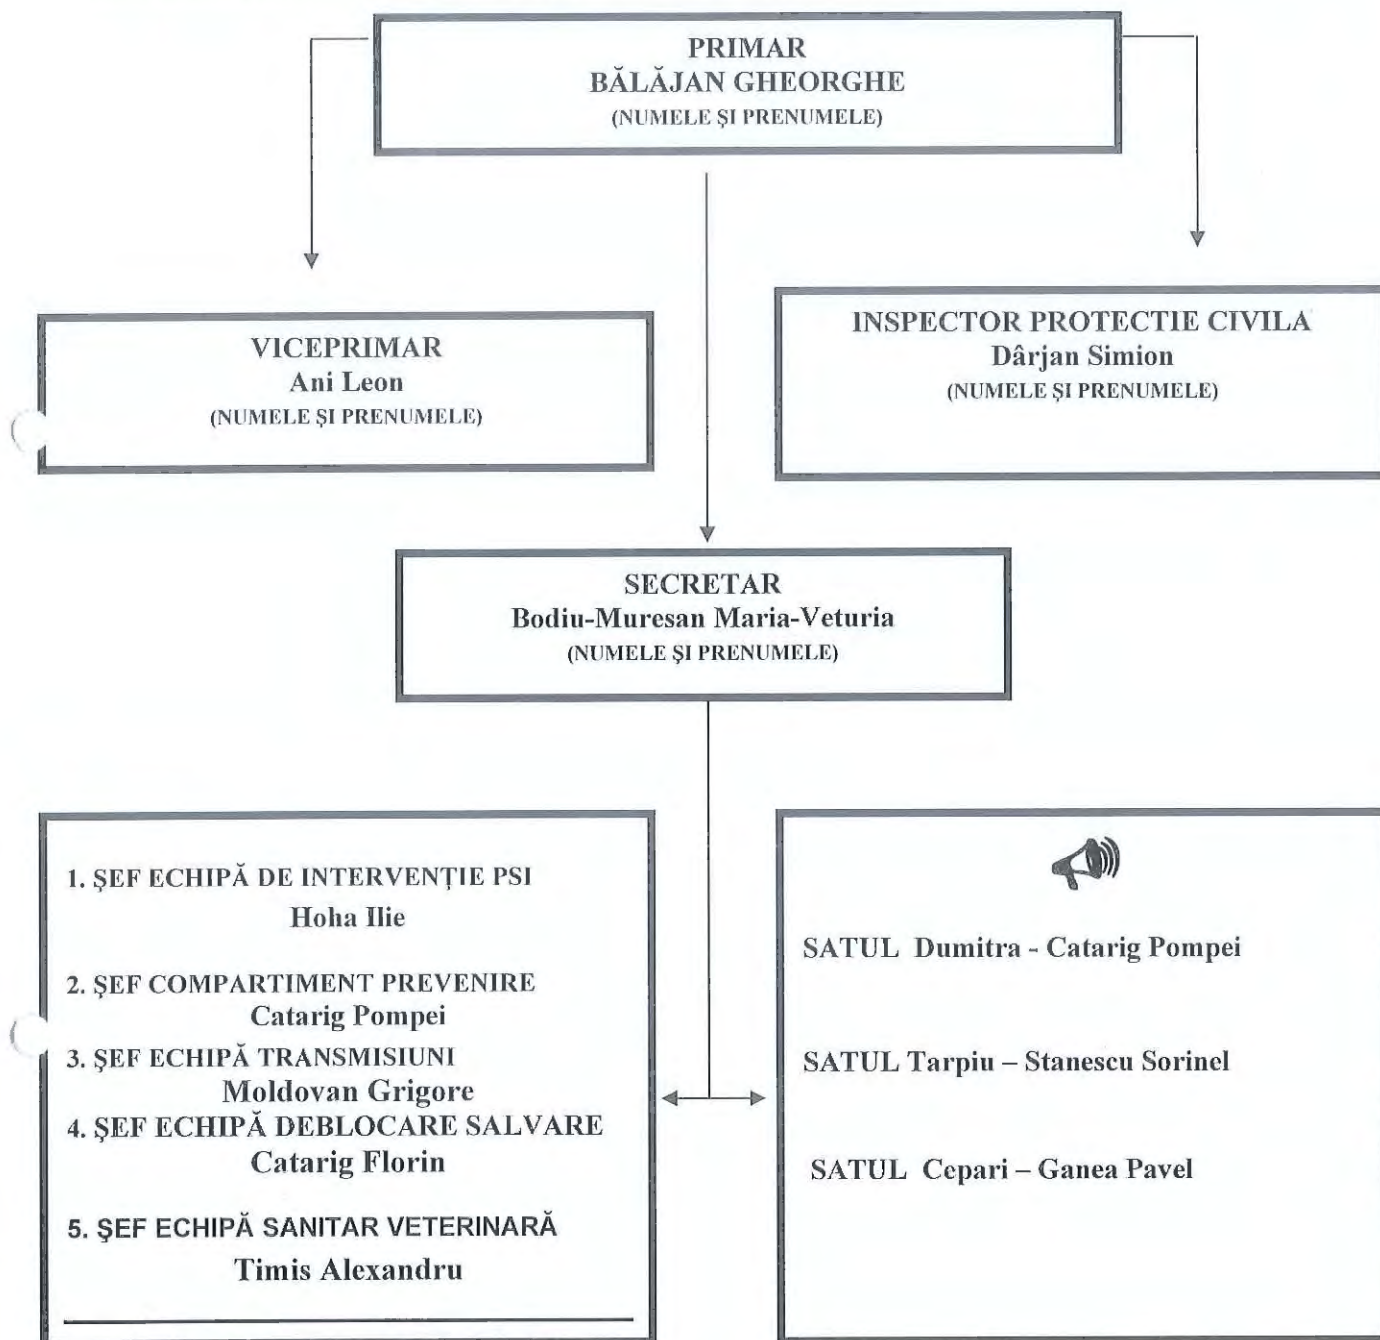 PRIMAR
BĂLĂJAN GHEORGHE
(NUMELE ŞI PRENUMELE)
VICEPRIMAR
Ani Leon
(NUMELE ŞI PRENUMELE)
INSPECTOR PROTECTIE CIVILA
Dârjan Simion
(NUMELE ŞI PRENUMELE)
SECRETAR
Bodiu-Muresan Maria-Veturia
(NUMELE ŞI PRENUMELE)
1. ŞEF ECHIPĂ DE INTERVENŢIE PSI
Hoha Ilie
2. ŞEF COMPARTIMENT PREVENIRE
Catarig Pompei
3. ŞEF ECHIPĂ TRANSMISIUNI
Moldovan Grigore
4. ŞEF ECHIPĂ DEBLOCARE SALVARE
Catarig Florin
5. ŞEF ECHIPĂ SANITAR VETERINARĂ
Timis Alexandru
SATUL Dumitra - Catarig Pompei
SATUL Tarpiu – Stanescu Sorinel
SATUL Cepari – Ganea Pavel